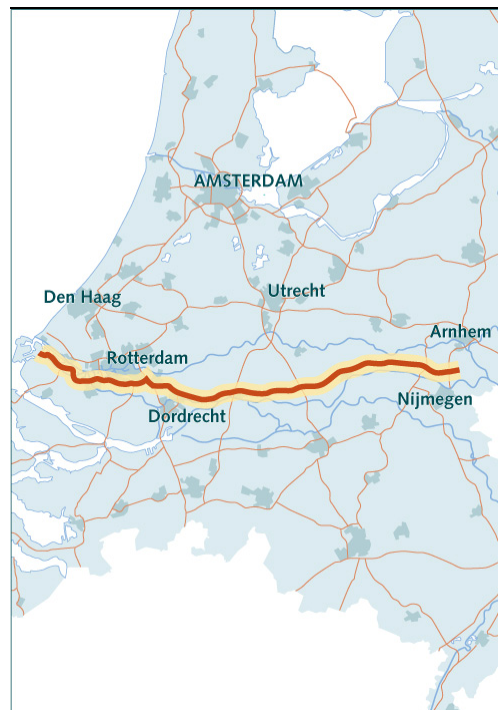 AMSTERDAM
Utrecht
Den Haag
Arnhem
Rotterdam
Nijmegen
Dordrecht